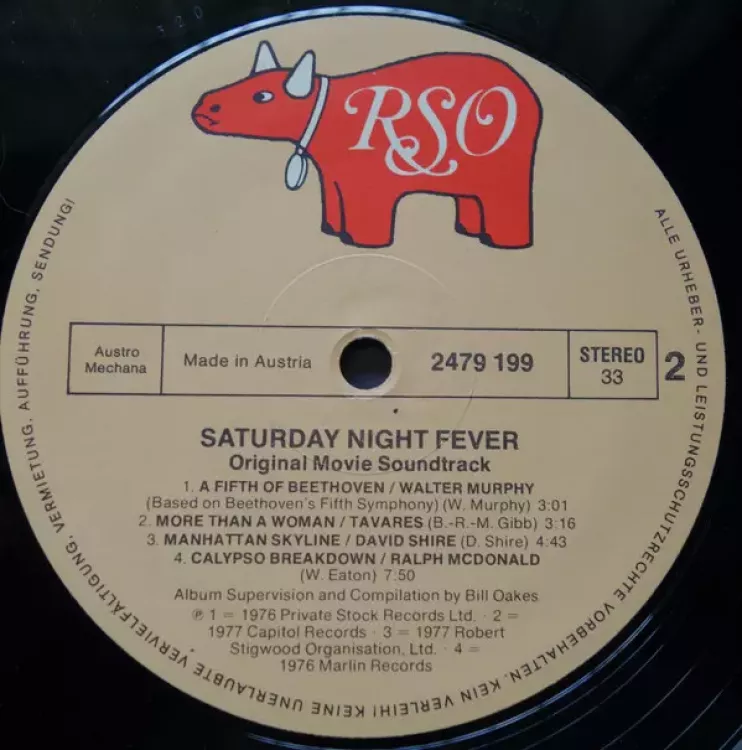 RSO
Austro
Mechana
Made in Austria
2479 199
STEREO
33
2
SATURDAY NIGHT FEVER
Original Movie Soundtrack
1. A FIFTH OF BEETHOVEN / WALTER MURPHY
(Based on Beethoven's Fifth Symphony) (W. Murphy) 3:01
2. MORE THAN A WOMAN / TAVARES (B.-R.-M. Gibb) 3:16
3. MANHATTAN SKYLINE / DAVID SHIRE (D. Shire) 4:43
4. CALYPSO BREAKDOWN / RALPH MCDONALD
(W. Eaton) 7:50
Album Supervision and Compilation by Bill Oakes
℗ 1 = 1976 Private Stock Records Ltd. · 2 =
1977 Capitol Records · 3 = 1977 Robert
Stigwood Organisation, Ltd. · 4 =
1976 Marlin Records
ALLE URHEBER- UND LEISTUNGSSCHUTZRECHTE VORBEHALTEN. KEIN VERLEIH! KEINE UNERLAUBTE VERVIELFÄLTIGUNG, VERMIETUNG, AUFFÜHRUNG, SENDUNG!